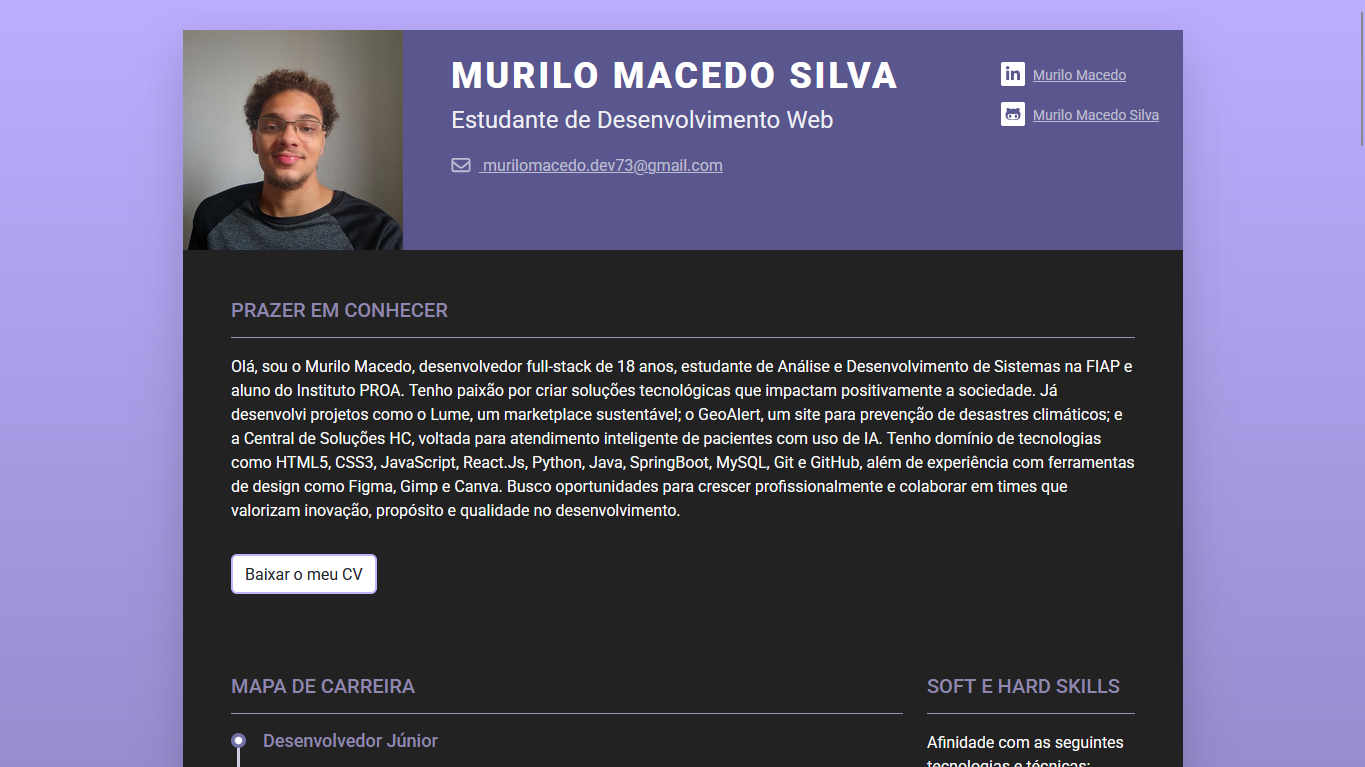 MURILO MACEDO SILVA
Estudante de Desenvolvimento Web
murilomacedo.dev73@gmail.com
in Murilo Macedo
Murilo Macedo Silva
PRAZER EM CONHECER
Olá, sou o Murilo Macedo, desenvolvedor full-stack de 18 anos, estudante de Análise e Desenvolvimento de Sistemas na FIAP e
aluno do Instituto PROA. Tenho paixão por criar soluções tecnológicas que impactam positivamente a sociedade. Já
desenvolvi projetos como o Lume, um marketplace sustentável; o GeoAlert, um site para prevenção de desastres climáticos; e
a Central de Soluções HC, voltada para atendimento inteligente de pacientes com uso de IA. Tenho domínio de tecnologias
como HTML5, CSS3, JavaScript, React.Js, Python, Java, SpringBoot, MySQL, Git e GitHub, além de experiência com ferramentas
de design como Figma, Gimp e Canva. Busco oportunidades para crescer profissionalmente e colaborar em times que
valorizam inovação, propósito e qualidade no desenvolvimento.
Baixar o meu CV
MAPA DE CARREIRA
Desenvolvedor Júnior
SOFT E HARD SKILLS
Afinidade com as seguintes
tecnologias e técnicas: